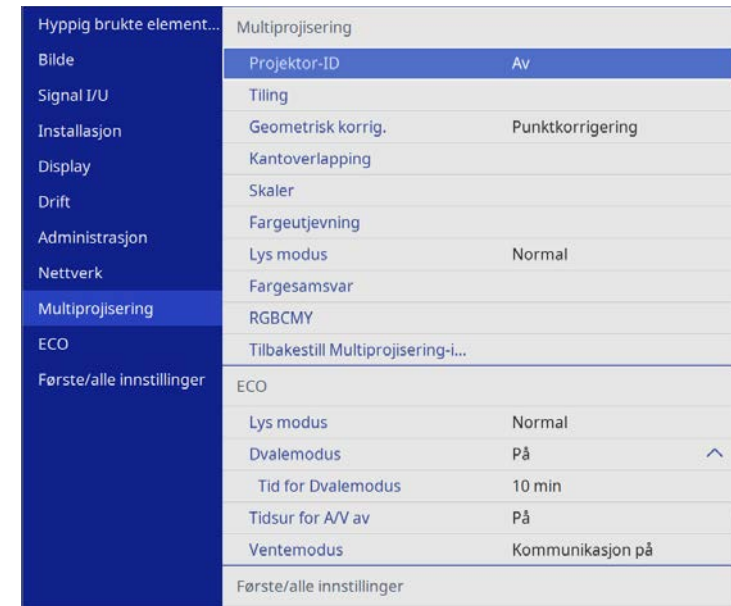 Hyppig brukte element...
Bilde
Signal I/U
Installasjon
Display
Drift
Administrasjon
Nettverk
Multiprojisering
ECO
Første/alle innstillinger
Multiprojisering
Projektor-ID Av
Tiling
Geometrisk korrig. Punktkorrigering
Kantoverlapping
Skaler
Fargeutjevning
Lys modus Normal
Fargesamsvar
RGBCMY
Tilbakestill Multiprojisering-i...
ECO
Lys modus Normal
Dvalemodus På
Tid for Dvalemodus 10 min
Tidsur for A/V av På
Ventemodus Kommunikasjon på
Første/alle innstillinger